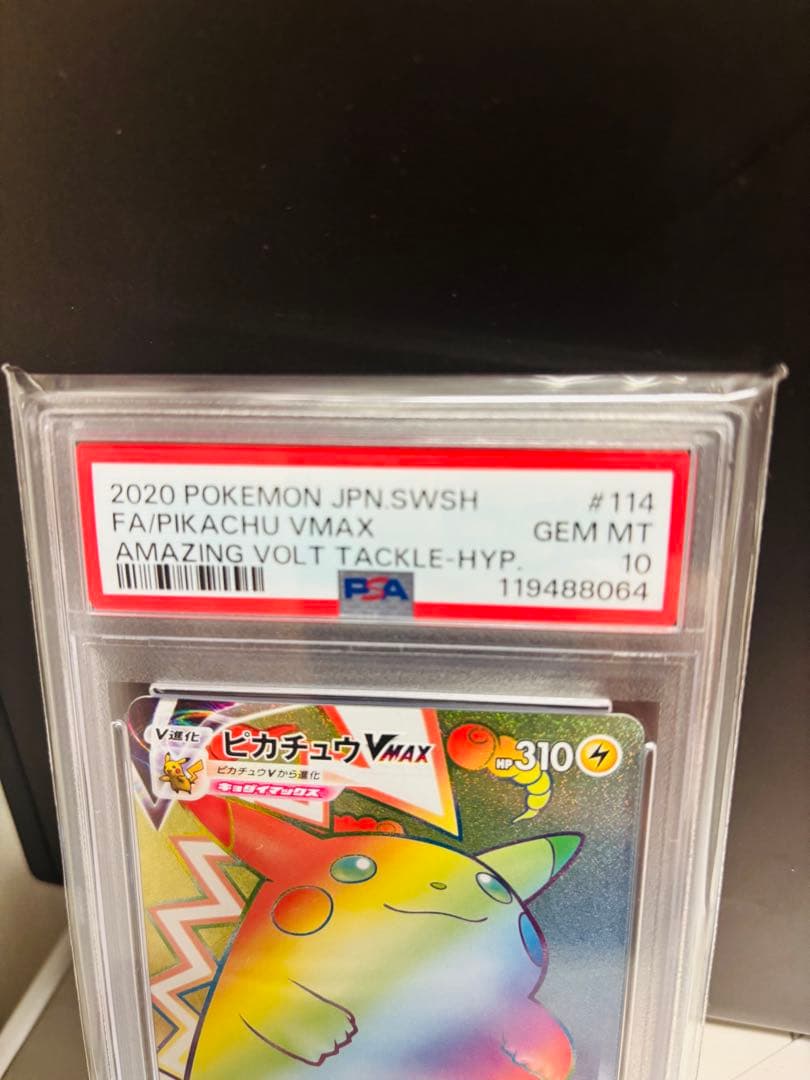 2020 POKEMON JPN.SWSH #114
FA/PIKACHU VMAX GEM MT
AMAZING VOLT TACKLE-HYP. 10
PSA 119488064
V進化 ピカチュウVMAX HP310
ピカチュウVから進化
キョダイマックス